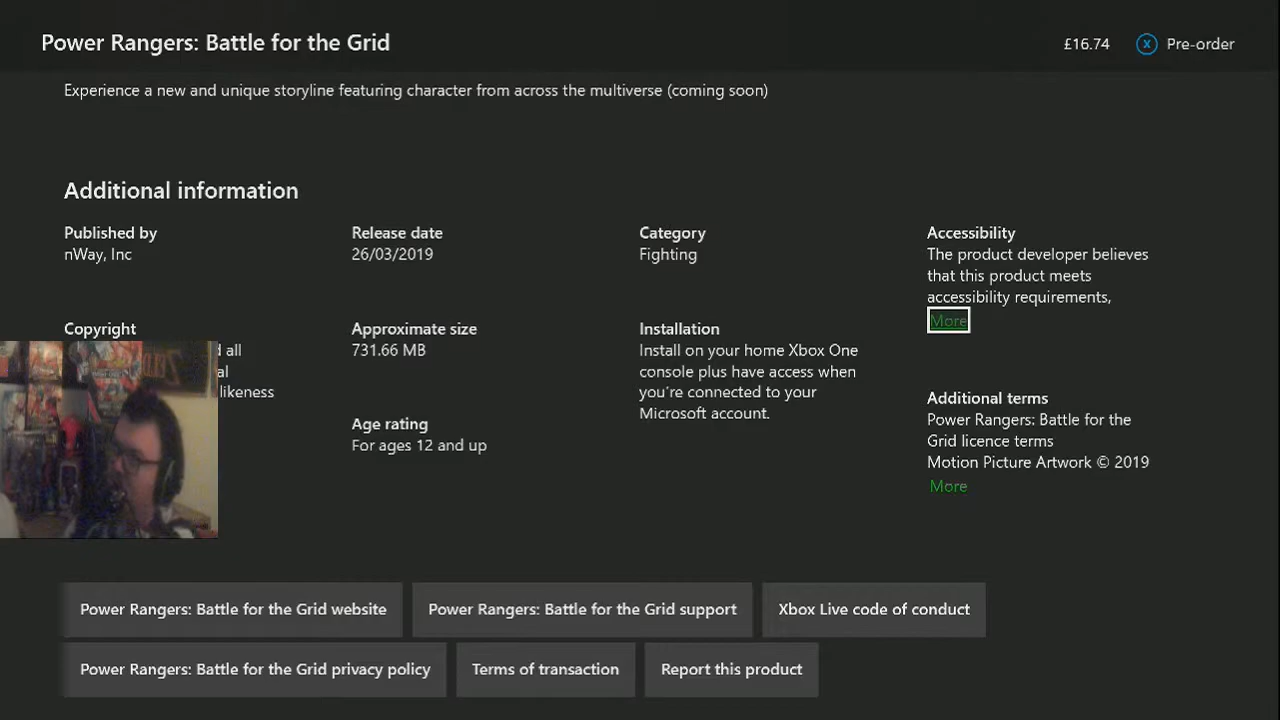 Power Rangers: Battle for the Grid
£16.74
X Pre-order
Experience a new and unique storyline featuring character from across the multiverse (coming soon)
Additional information
Published by
nWay, Inc
Release date
26/03/2019
Category
Fighting
Accessibility
The product developer believes
that this product meets
accessibility requirements,
More
Copyright
all
likeness
Approximate size
731.66 MB
Age rating
For ages 12 and up
Installation
Install on your home Xbox One
console plus have access when
you're connected to your
Microsoft account.
Additional terms
Power Rangers: Battle for the
Grid licence terms
Motion Picture Artwork © 2019
More
Power Rangers: Battle for the Grid website
Power Rangers: Battle for the Grid support
Xbox Live code of conduct
Power Rangers: Battle for the Grid privacy policy
Terms of transaction
Report this product